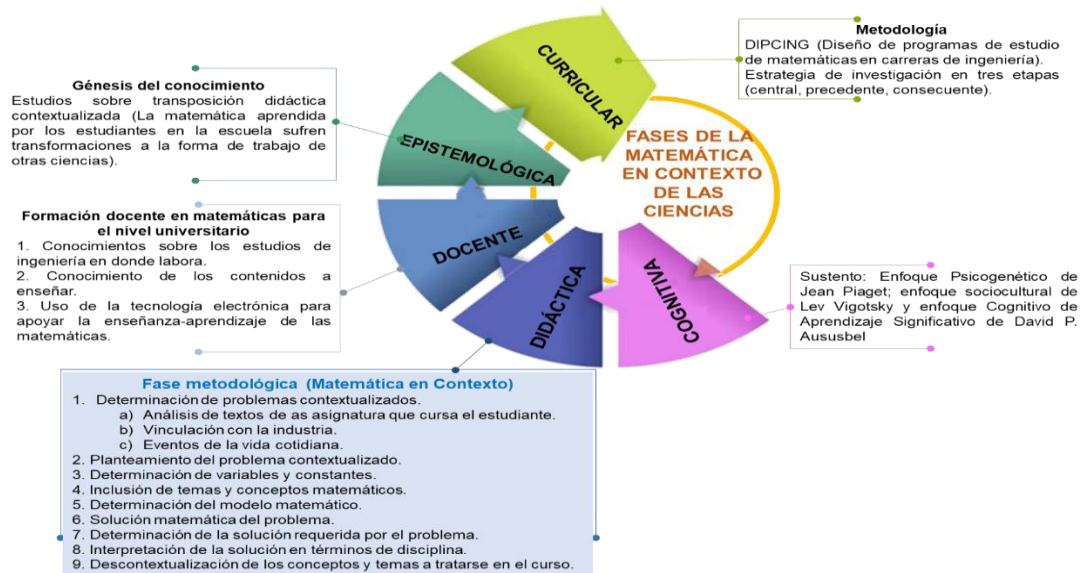 Metodología
DIPCING (Diseño de programas de estudio
de matemáticas en carreras de ingeniería).
Estrategia de investigación en tres etapas
(central, precedente, consecuente).
CURRICULAR
Génesis del conocimiento
Estudios sobre transposición didáctica
contextualizada (La matemática aprendida
por los estudiantes en la escuela sufren
transformaciones a la forma de trabajo de
otras ciencias).
EPISTEMOLÓGICA
FASES DE LA
MATEMÁTICA
EN CONTEXTO
DE LAS
CIENCIAS
Formación docente en matemáticas para
el nivel universitario
1. Conocimientos sobre los estudios de
ingeniería en donde labora.
2. Conocimiento de los contenidos a
enseñar.
3. Uso de la tecnología electrónica para
apoyar la enseñanza-aprendizaje de las
matemáticas.
DOCENTE
DIDÁCTICA
COGNITIVA
Sustento: Enfoque Psicogenético de
Jean Piaget; enfoque sociocultural de
Lev Vigotsky y enfoque Cognitivo de
Aprendizaje Significativo de David P.
Aususbel
Fase metodológica (Matemática en Contexto)
1. Determinación de problemas contextualizados.
a) Análisis de textos de as asignatura que cursa el estudiante.
b) Vinculación con la industria.
c) Eventos de la vida cotidiana.
2. Planteamiento del problema contextualizado.
3. Determinación de variables y constantes.
4. Inclusión de temas y conceptos matemáticos.
5. Determinación del modelo matemático.
6. Solución matemática del problema.
7. Determinación de la solución requerida por el problema.
8. Interpretación de la solución en términos de disciplina.
9. Descontextualización de los conceptos y temas a tratarse en el curso.